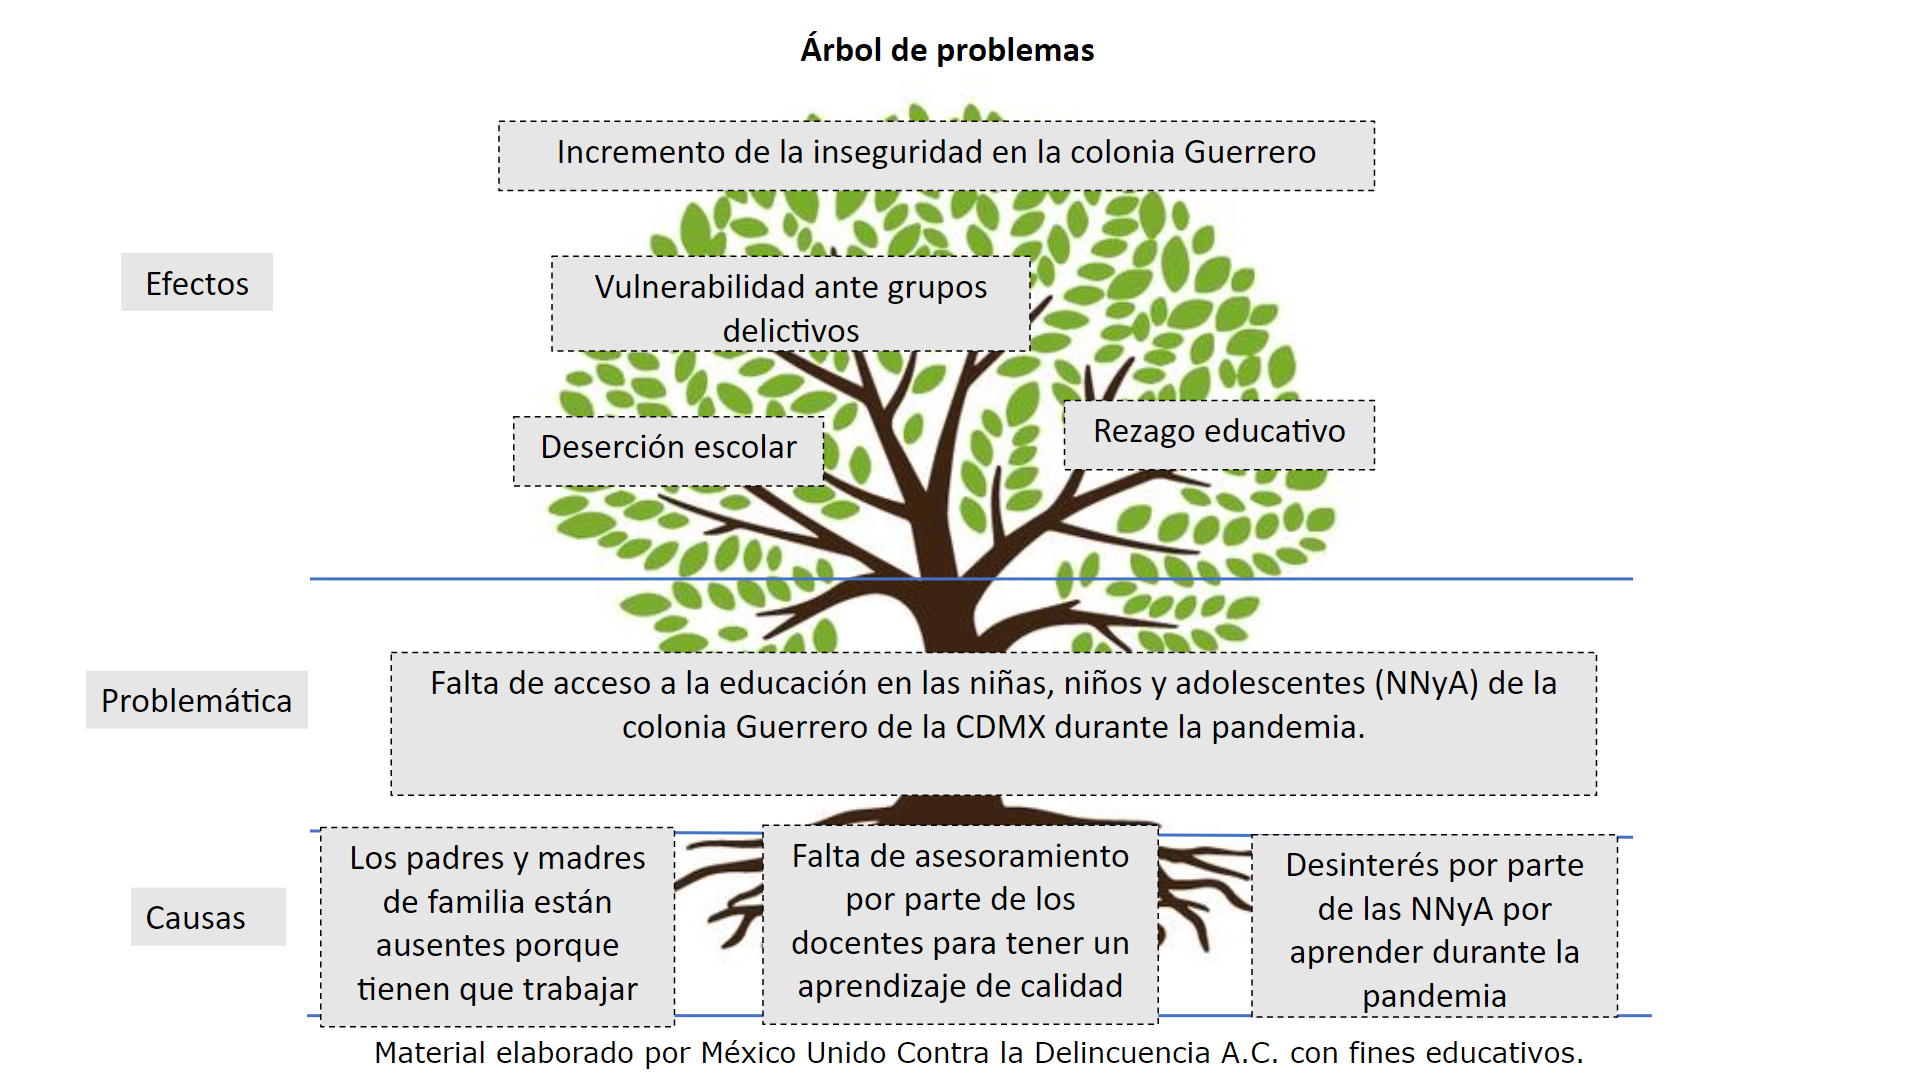 Árbol de problemas
Incremento de la inseguridad en la colonia Guerrero
Efectos
Vulnerabilidad ante grupos
delictivos
Deserción escolar
Rezago educativo
Problemática
Falta de acceso a la educación en las niñas, niños y adolescentes (NNyA) de la
colonia Guerrero de la CDMX durante la pandemia.
Causas
Los padres y madres
de familia están
ausentes porque
tienen que trabajar
Falta de asesoramiento
por parte de los
docentes para tener un
aprendizaje de calidad
Desinterés por parte
de las NNyA por
aprender durante la
pandemia
Material elaborado por México Unido Contra la Delincuencia A.C. con fines educativos.